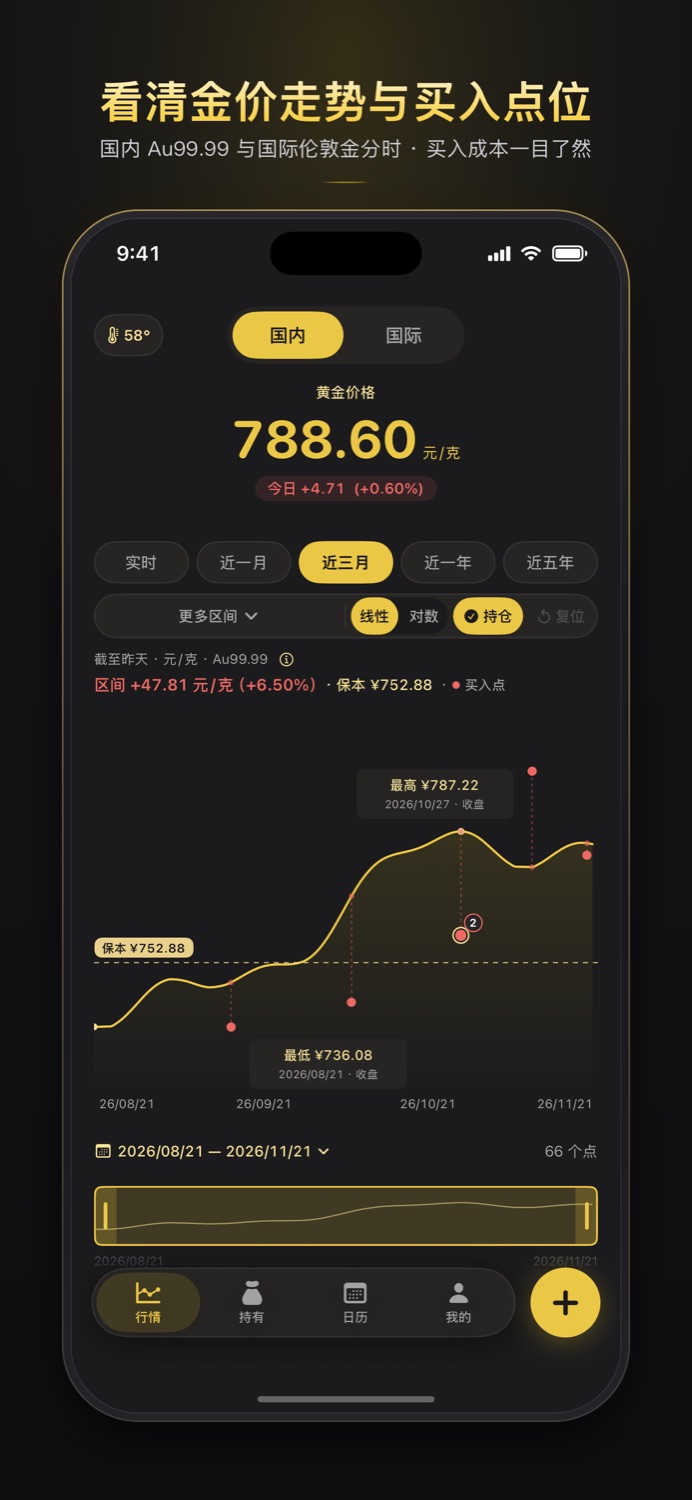 看清金价走势与买入点位
国内 Au99.99 与国际伦敦金分时 · 买入成本一目了然
9:41
58°
国内
国际
黄金价格
788.60 元/克
今日 +4.71 (+0.60%)
实时
近一月
近三月
近一年
近五年
更多区间
线性
对数
持仓
复位
截至昨天 · 元/克 · Au99.99
区间 +47.81 元/克 (+6.50%) · 保本 ¥752.88 · 买入点
最高 ¥787.22
2026/10/27 · 收盘
2
保本 ¥752.88
最低 ¥736.08
2026/08/21 · 收盘
26/08/21
26/09/21
26/10/21
26/11/21
2026/08/21 — 2026/11/21
66 个点
2026/08/21
2026/11/21
行情
持有
日历
我的